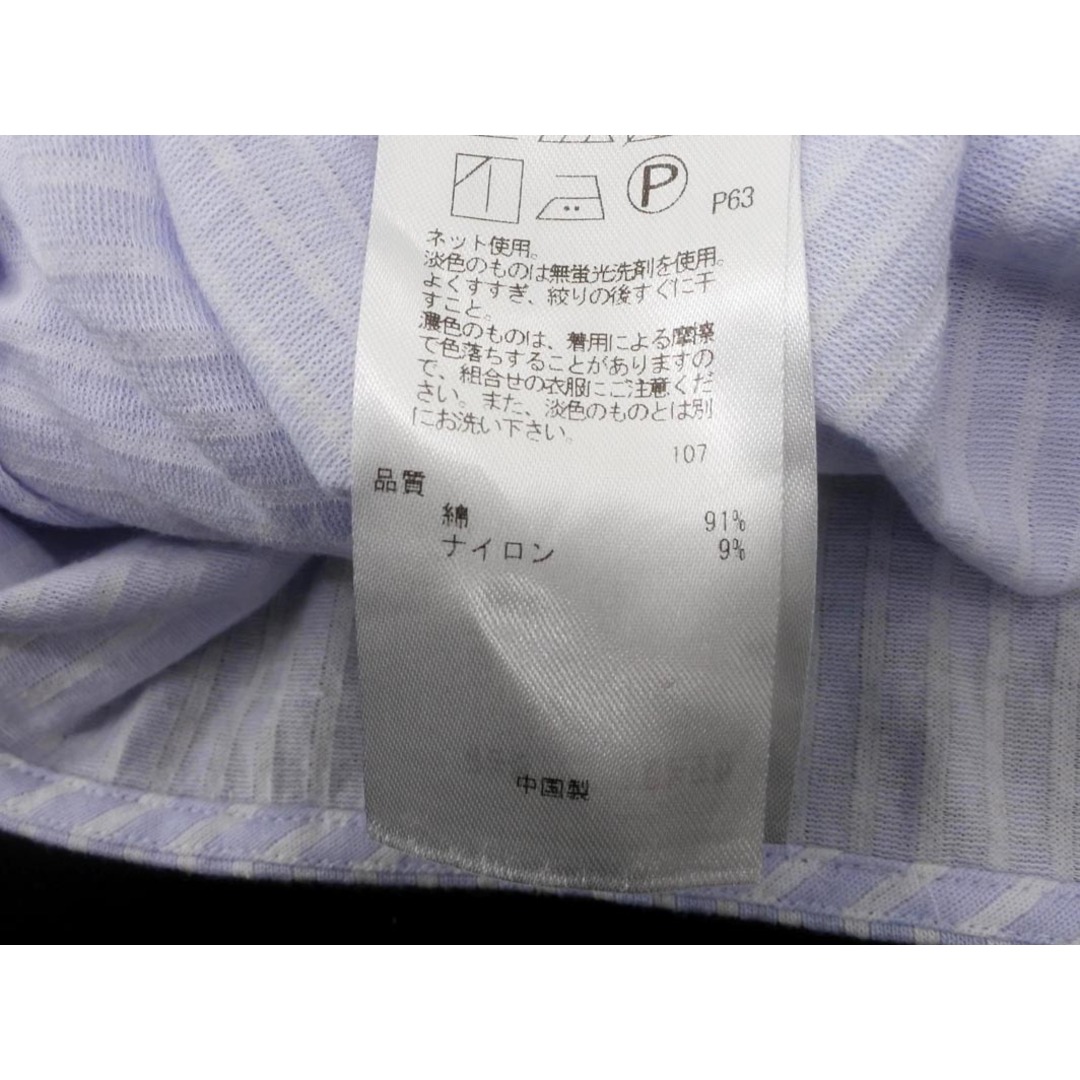 P
P63
ネット使用。
淡色のものは無蛍光洗剤を使用。
よくすすぎ、絞りの後すぐに干
すこと。
濃色のものは、着用による摩擦
で色落ちすることがありますの
で、組合せの衣服にご注意くだ
さい。また、淡色のものとは別
にお洗い下さい。
107
品質
綿 91%
ナイロン 9%
中国製